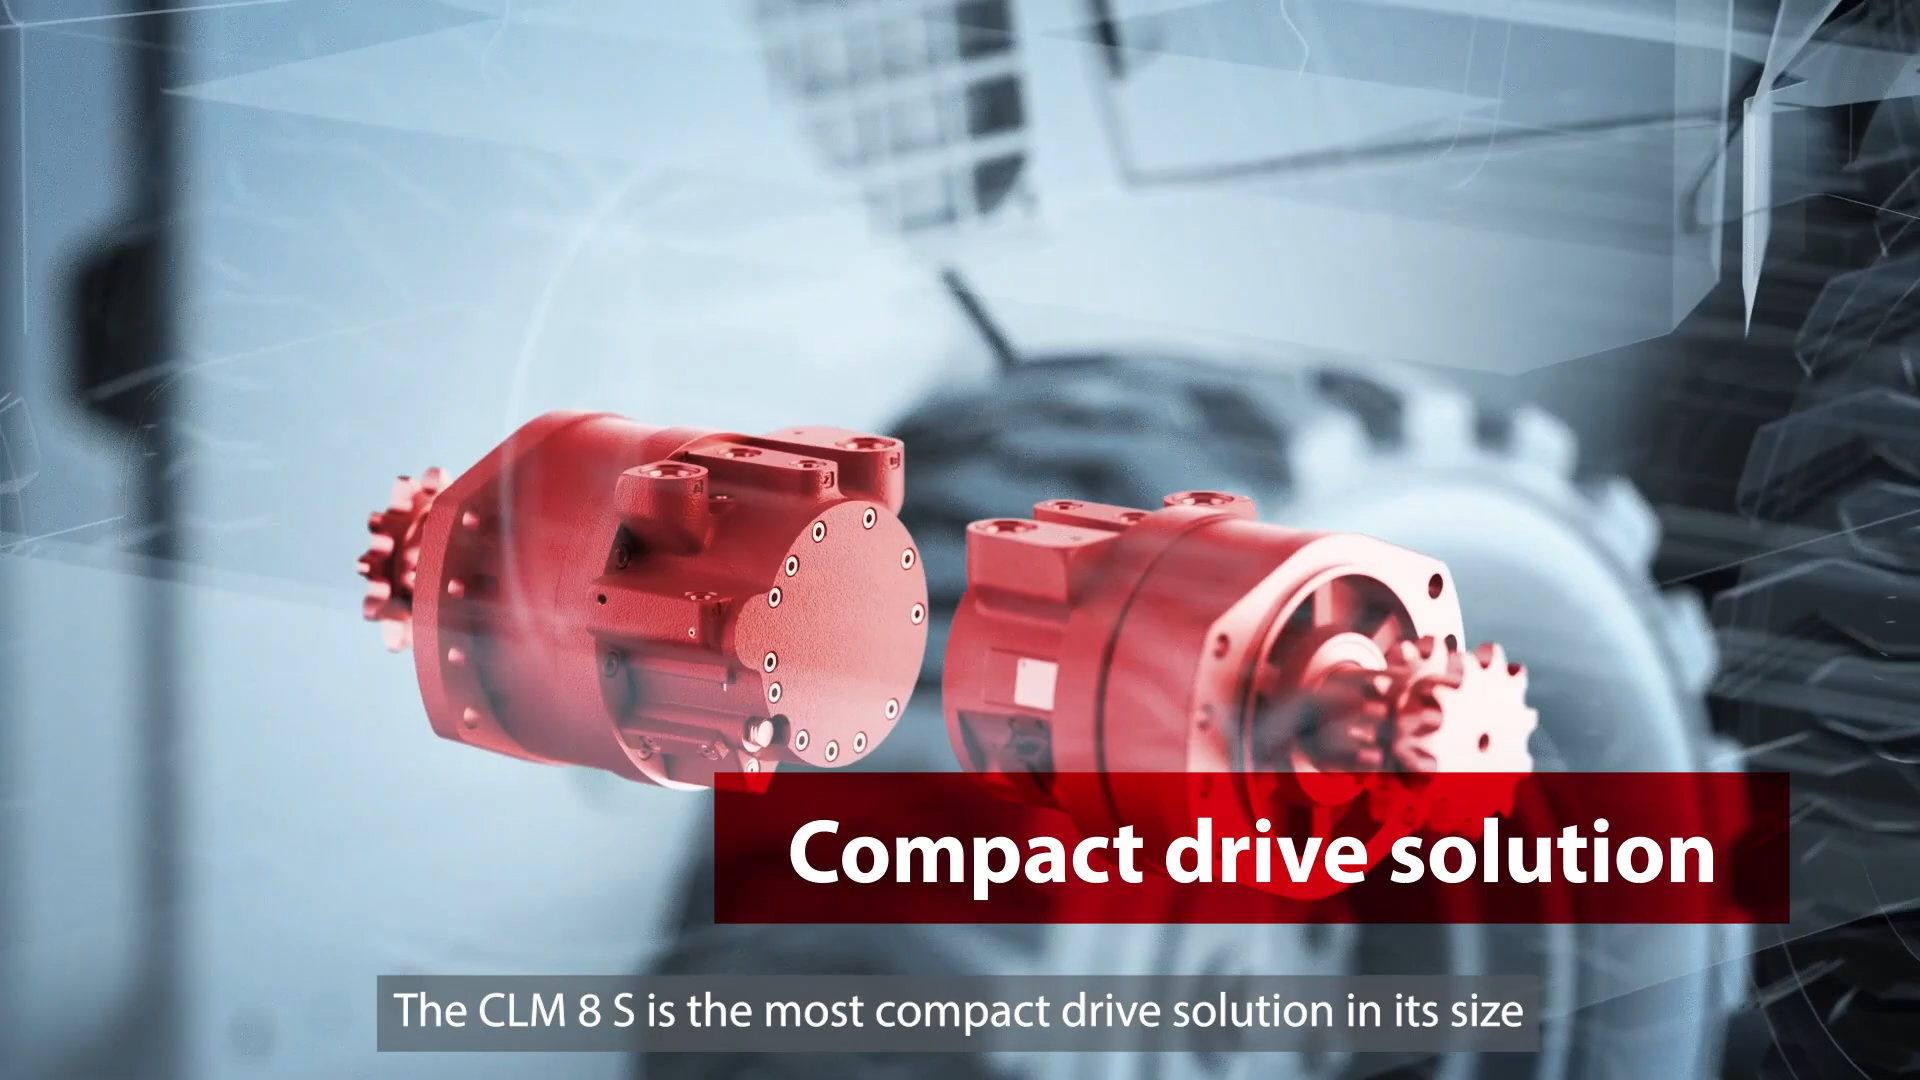 Compact drive solution
The CLM 8 S is the most compact drive solution in its size